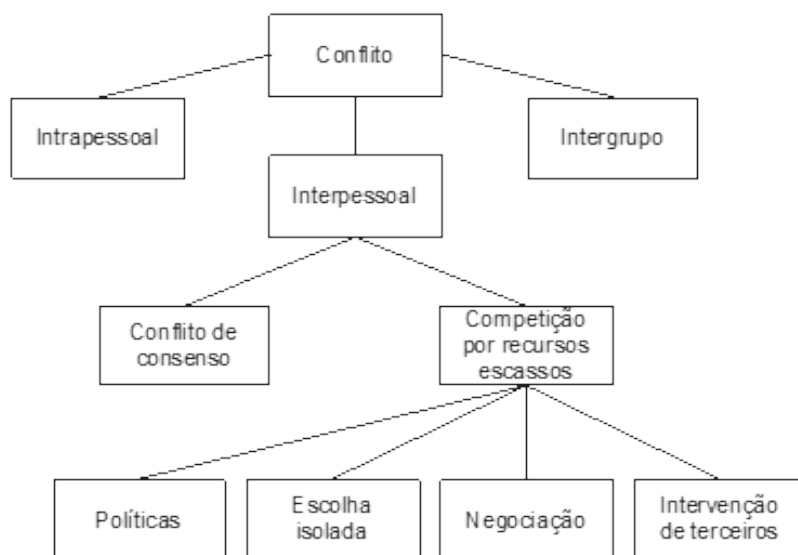 Conflito
Intrapessoal
Intergrupo
Interpessoal
Conflito de
consenso
Competição
por recursos
escassos
Políticas
Escolha
isolada
Negociação
Intervenção
de terceiros